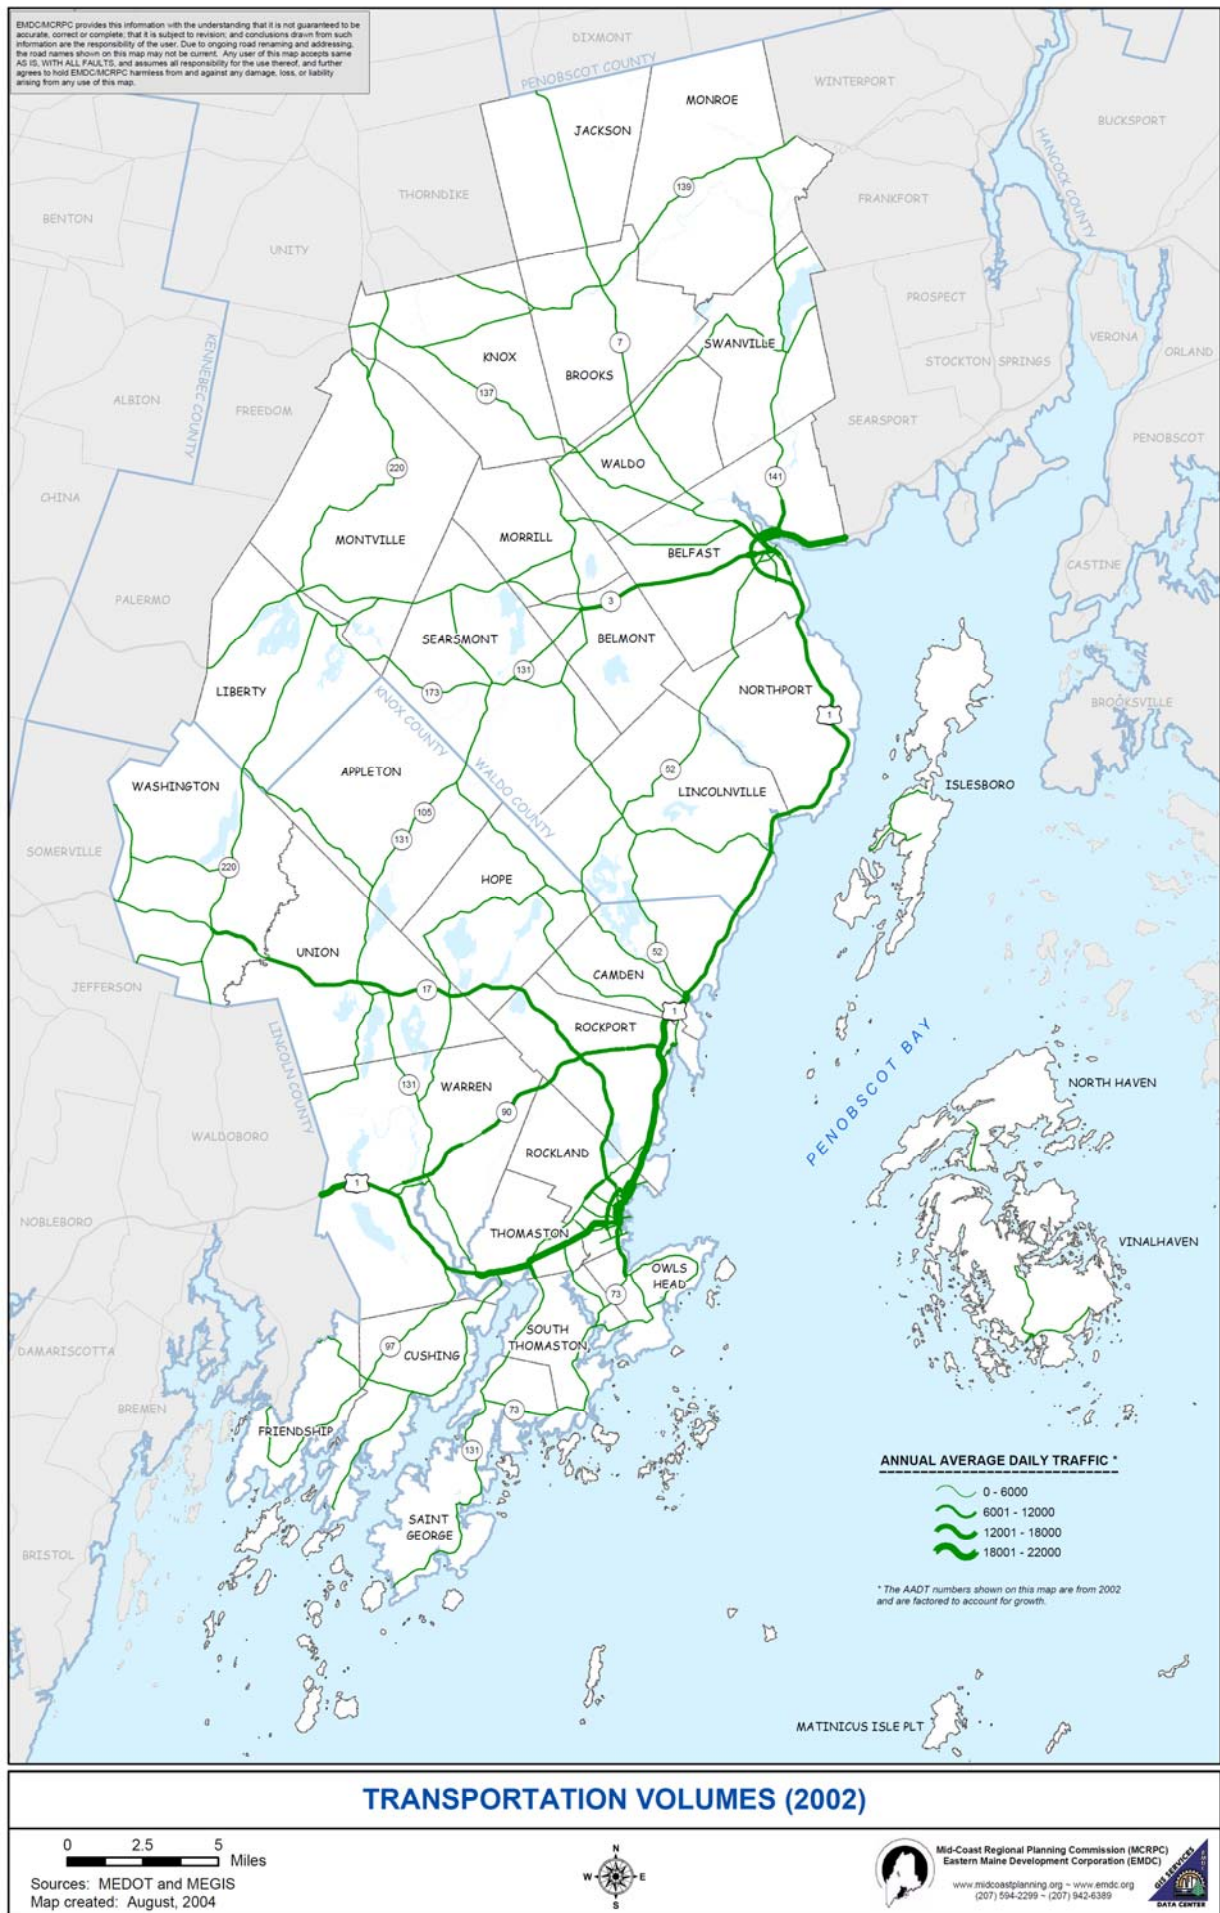 EMDC/MCRPC provides this information with the understanding that it is not guaranteed to be
accurate, correct or complete; that it is subject to revision; and conclusions drawn from such
information are the responsibility of the user. Due to ongoing road renaming and addressing,
the road names shown on this map may not be current. Any user of this map accepts same
AS IS, WITH ALL FAULTS, and assumes all responsibility for the use thereof, and further
agrees to hold EMDC/MCRPC harmless from and against any damage, loss, or liability
arising from any use of this map.
DIXMONT
PENOBSCOT COUNTY
WINTERPORT
MONROE
BUCKSPORT
JACKSON
HANCOCK COUNTY
139
THORNDIKE
FRANKFORT
BENTON
UNITY
PROSPECT
VERONA
KENNEBEC COUNTY
7
SWANVILLE
ORLAND
KNOX
STOCKTON SPRINGS
BROOKS
137
ALBION
FREEDOM
SEARSPORT
PENOBSCOT
WALDO
220
141
CHINA
MONTVILLE
MORRILL
BELFAST
CASTINE
PALERMO
3
SEARSMONT
BELMONT
131
173
LIBERTY
NORTHPORT
BROOKSVILLE
1
KNOX COUNTY
WALDO COUNTY
APPLETON
52
WASHINGTON
LINCOLNVILLE
ISLESBORO
105
131
SOMERVILLE
220
HOPE
UNION
52
CAMDEN
JEFFERSON
17
1
LINCOLN COUNTY
ROCKPORT
PENOBSCOT BAY
131
WARREN
NORTH HAVEN
90
WALDOBORO
ROCKLAND
1
NOBLEBORO
THOMASTON
VINALHAVEN
OWLS
HEAD
73
SOUTH
THOMASTON
97
CUSHING
DAMARISCOTTA
BREMEN
73
FRIENDSHIP
131
ANNUAL AVERAGE DAILY TRAFFIC *
0 - 6000
6001 - 12000
12001 - 18000
18001 - 22000
SAINT
GEORGE
BRISTOL
* The AADT numbers shown on this map are from 2002
and are factored to account for growth.
MATINICUS ISLE PLT
TRANSPORTATION VOLUMES (2002)
0 2.5 5
Miles
Sources: MEDOT and MEGIS
Map created: August, 2004
N
W E
S
Mid-Coast Regional Planning Commission (MCRPC)
Eastern Maine Development Corporation (EMDC)
www.midcoastplanning.org ~ www.emdc.org
(207) 594-2299 ~ (207) 942-6389
GIS SERVICES
EMDC
DATA CENTER